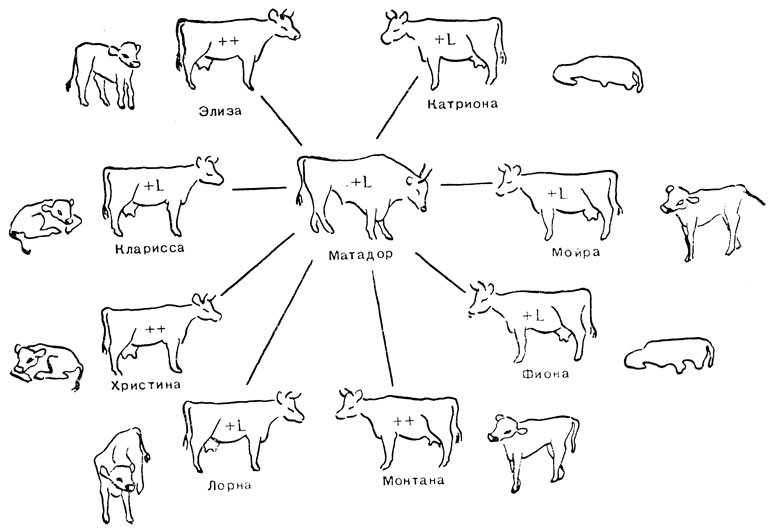 ++
+L
Элиза
Катриона
+L
+L
+L
Кларисса
Матадор
Мойра
++
+L
Христина
Фиона
+L
++
Лорна
Монтана